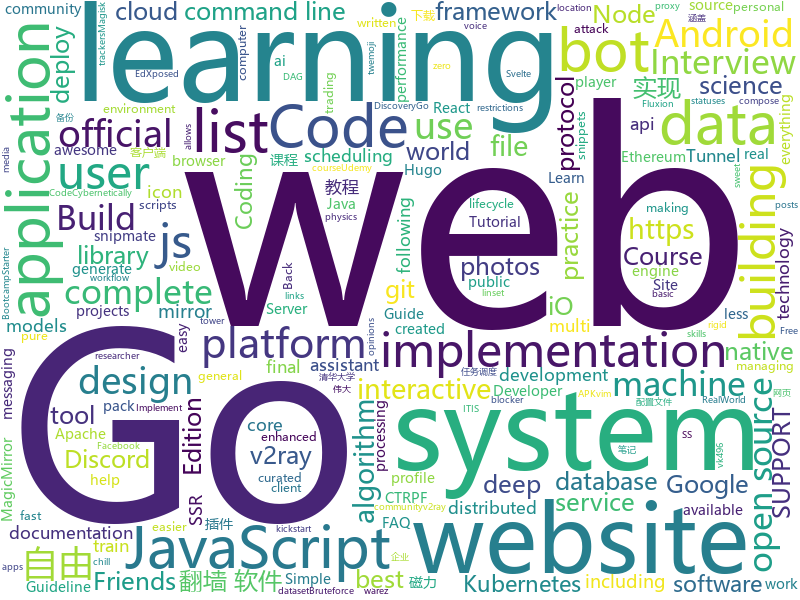 community
cloud
command line
framework
Node
source
personal
下载
location
proxy
涵盖
written
twemoji
attack
voice
trackersMagisk
learning
bot
Android
Interview
zero
Svelte
EdXposed
computer
environment
DAG
trading
ai
React
performance
player
实现
science
deploy
application
official
list
Code
use
data
DiscoveryGo
restrictions
Fluxion
statuses
compose
备份
awesome
课程
scheduling
file
world
protocol
api
Ethereum
Tunnel
real
snippets
everything
客户端
browser
Coding
教程
Hugo
Learn
user
icon
scripts
Java
Tutorial
lifecycle
making
CodeCybernetically
allows
courseUdemy
physics
Build
js
snipmate
Web
photos
practice
https
building
posts
media
library
generate
workflow
Back
following
engine
Course
technology
Site
public
complete
video
projects
mirror
models
git
Guide
created
multi
less
sweet
links
Server
linset
basic
BootcampStarter
pure
easy
platform
implementation
iO
native
Free
messaging
tower
final
general
assistant
opinions
development
skills
rigid
managing
design
Go
system
interactive
machine
researcher
清华大学
伟大
Developer
任务调度
APKvim
配置文件
RealWorld
网页
tool
pack
Implement
core
enhanced
processing
algorithm
deep
database
Google
open source
SUPPORT
Apache
Edition
v2ray
ITIS
笔记
blocker
Discord
Facebook
curated
client
CTRPF
service
distributed
available
vk496
MagicMirror
help
profile
ss
FAQ
best
Kubernetes
including
software
work
documentation
fast
easier
SSR
插件
communityv2ray
train
kickstart
自由
JavaScript
website
apps
chill
企业
Guideline
Friends
Simple
翻墙 软件
datasetBruteforce
warez
磁力